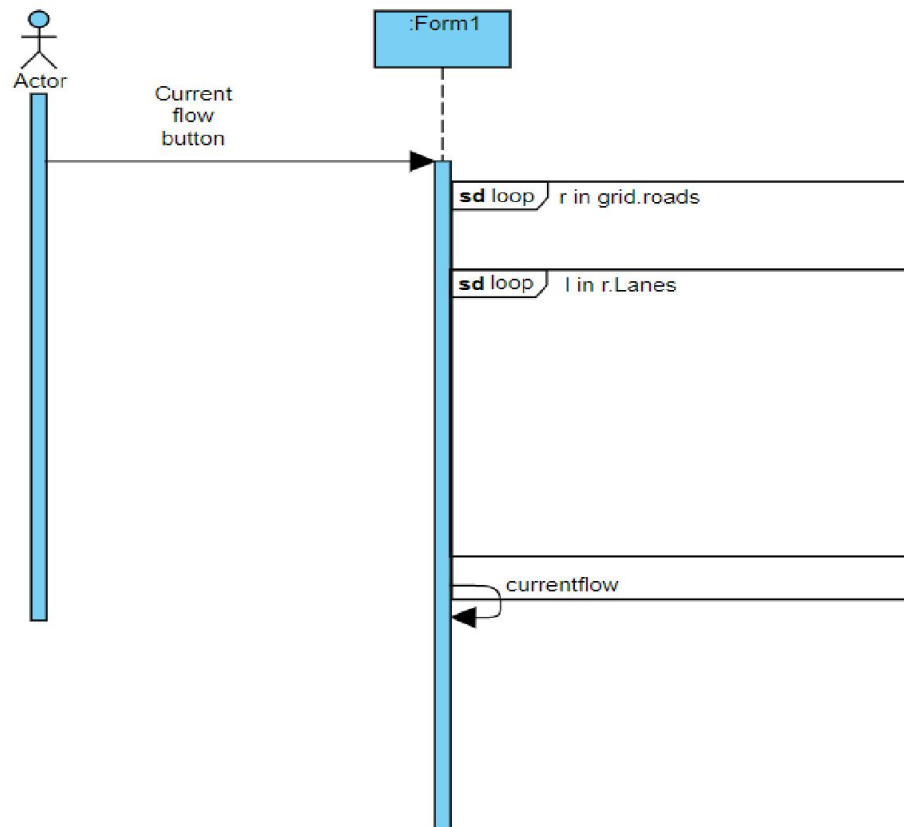 :Form1
Actor
Current
flow
button
sd loop r in grid.roads
sd loop l in r.Lanes
currentflow